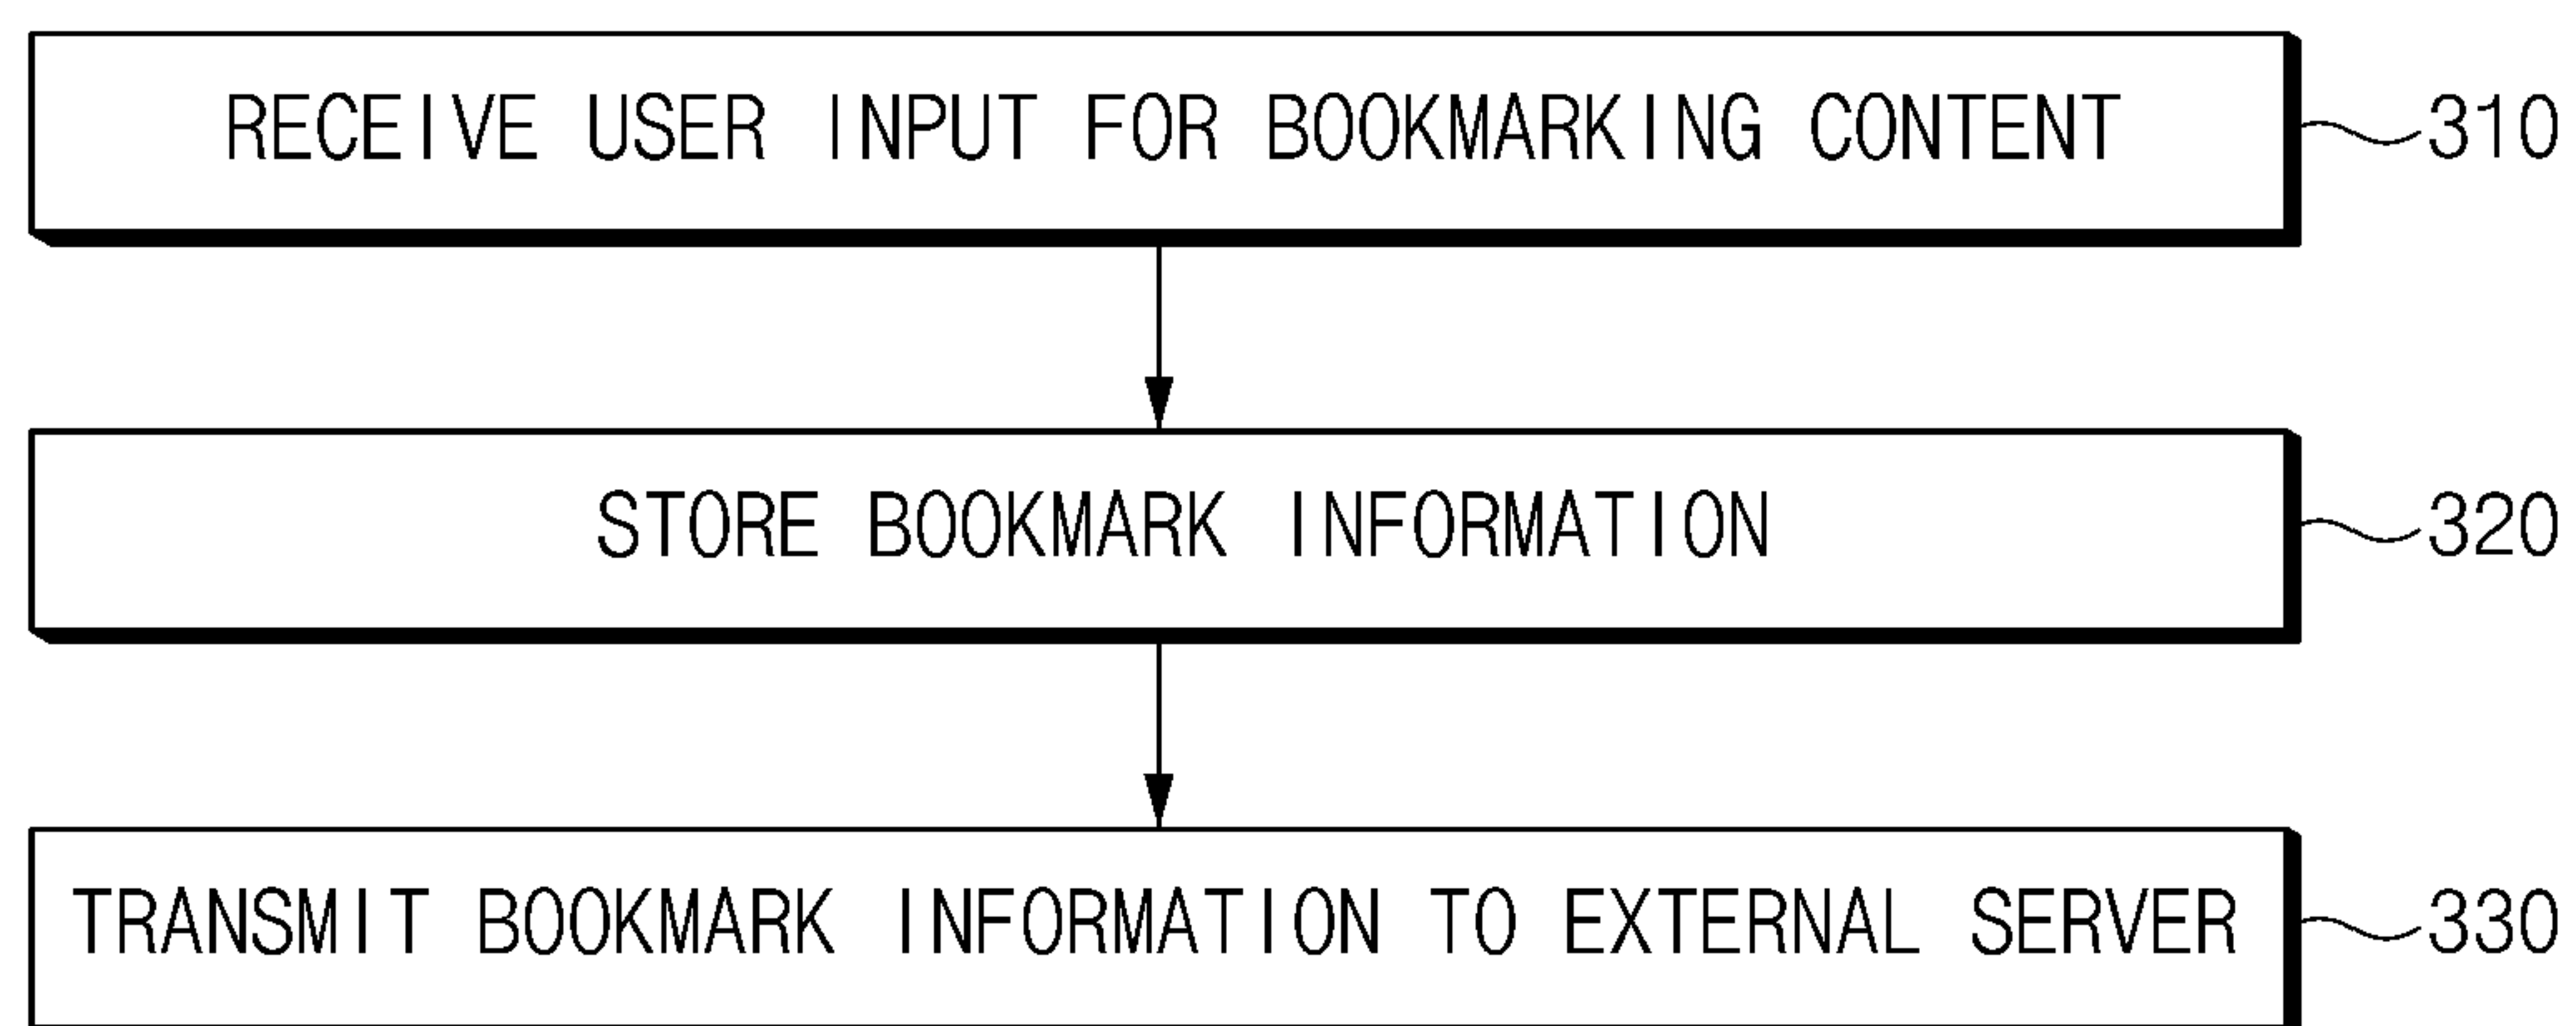 RECEIVE USER INPUT FOR BOOKMARKING CONTENT 310
STORE BOOKMARK INFORMATION 320
TRANSMIT BOOKMARK INFORMATION TO EXTERNAL SERVER 330